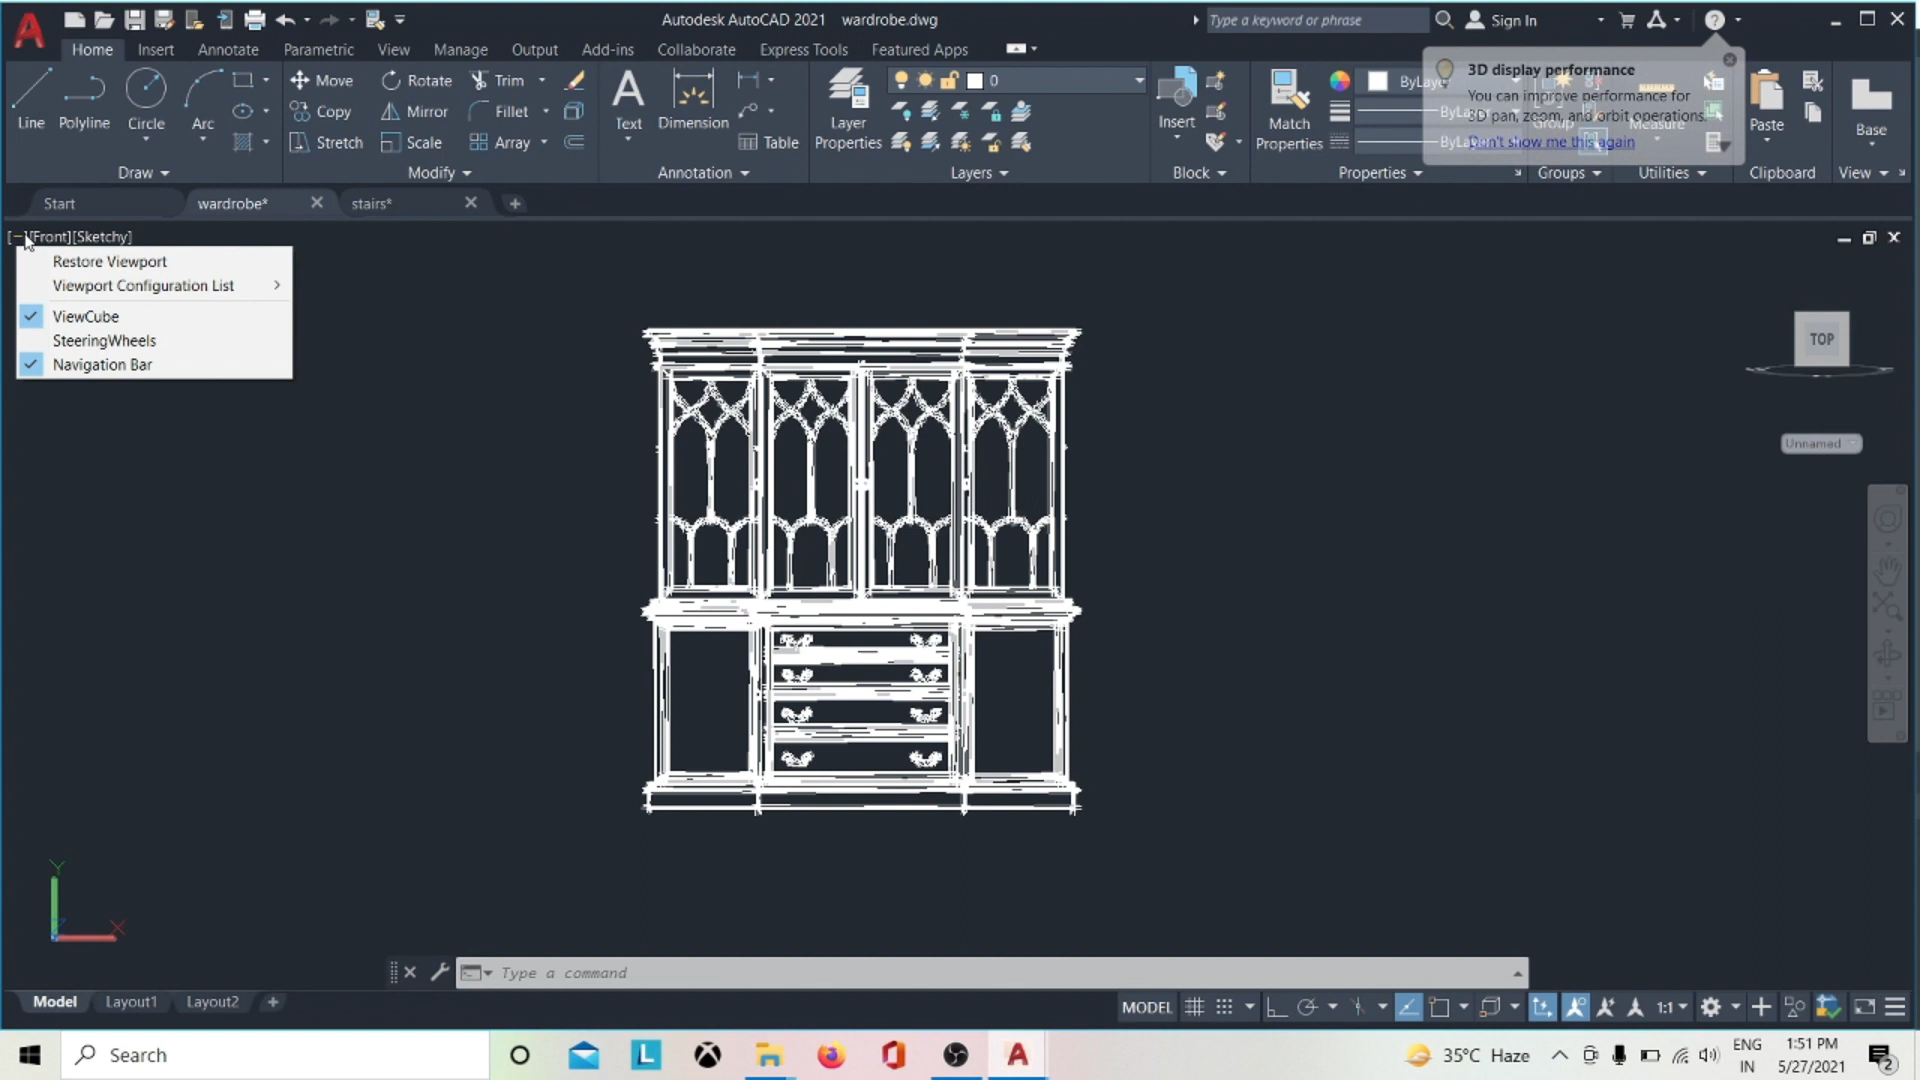 Autodesk AutoCAD 2021 wardrobe.dwg
Type a keyword or phrase
Sign In
Home Insert Annotate Parametric View Manage Output Add-ins Collaborate Express Tools Featured Apps
Line Polyline Circle Arc
Move Rotate Trim
Copy Mirror Fillet
Stretch Scale Array
Text Dimension Table
Layer Properties
0
Insert
Match Properties
ByLayer
Group
Measure
Paste
Base
3D display performance
You can improve performance for
3D pan, zoom, and orbit operations.
Don't show me this again
Draw Modify Annotation Layers Block Properties Groups Utilities Clipboard View
Start wardrobe* stairs*
[−][Front][Sketchy]
Restore Viewport
Viewport Configuration List
ViewCube
SteeringWheels
Navigation Bar
TOP
Unnamed
Y
X
Type a command
Model Layout1 Layout2
MODEL 1:1
Search
35°C Haze
ENG
IN
1:51 PM
5/27/2021
2